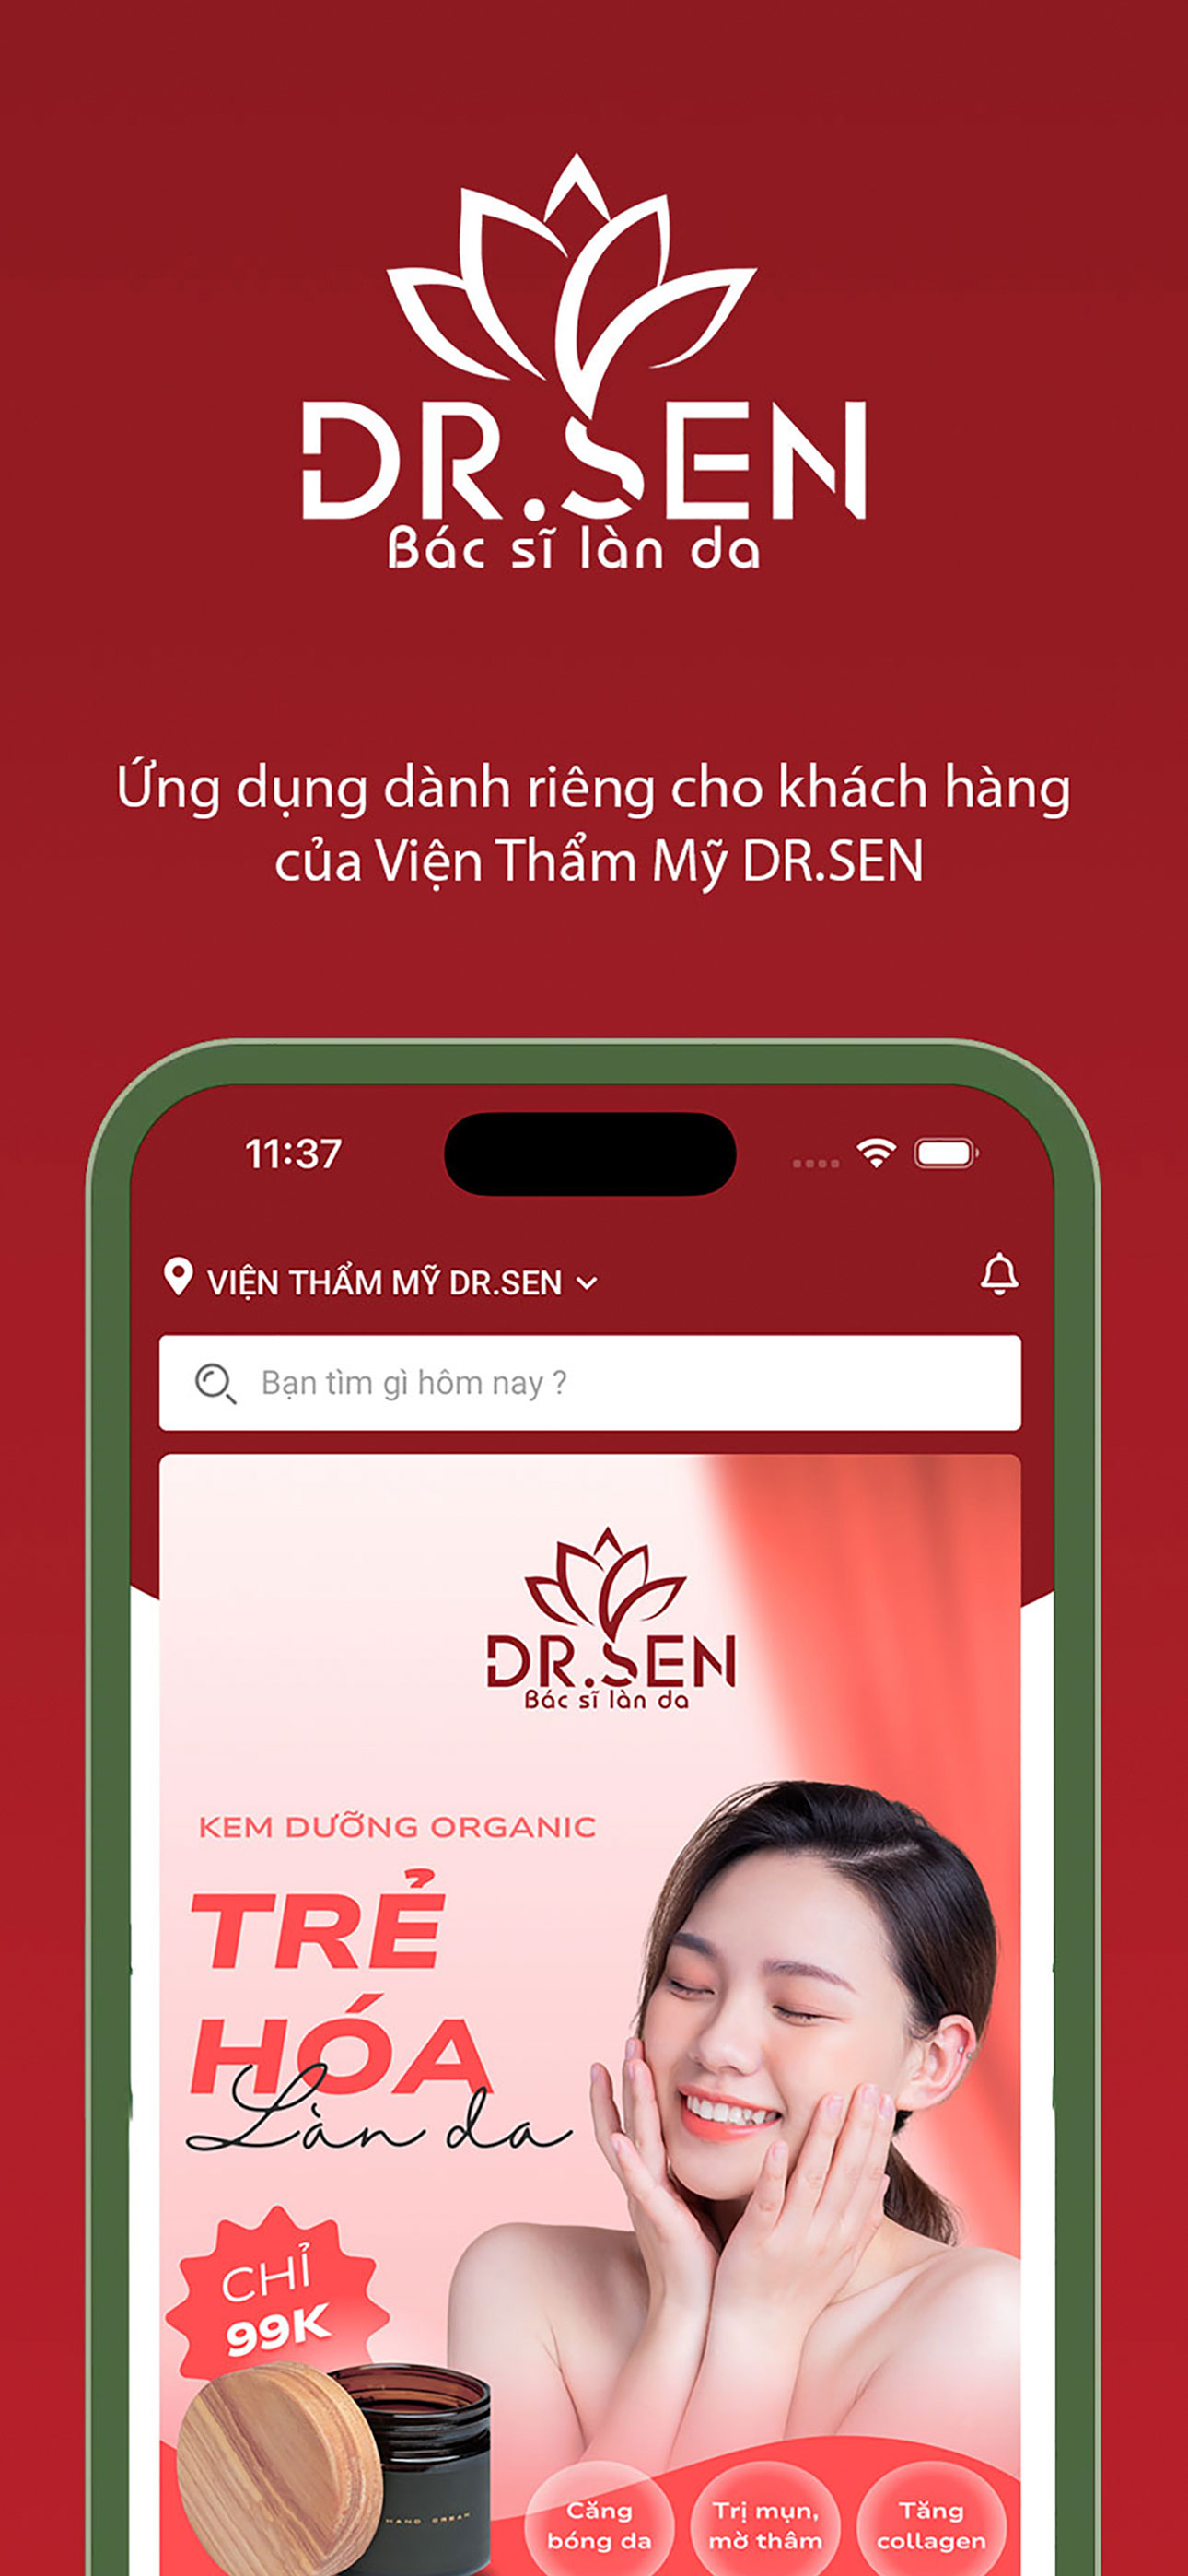 DR.SEN
Bác sĩ làn da
Ứng dụng dành riêng cho khách hàng
của Viện Thẩm Mỹ DR.SEN
11:37
VIỆN THẨM MỸ DR.SEN
Bạn tìm gì hôm nay ?
DR.SEN
Bác sĩ làn da
KEM DƯỠNG ORGANIC
TRẺ
HÓA
Làn da
CHỈ
99K
HAND CREAM
Căng
bóng da
Trị mụn,
mờ thâm
Tăng
collagen